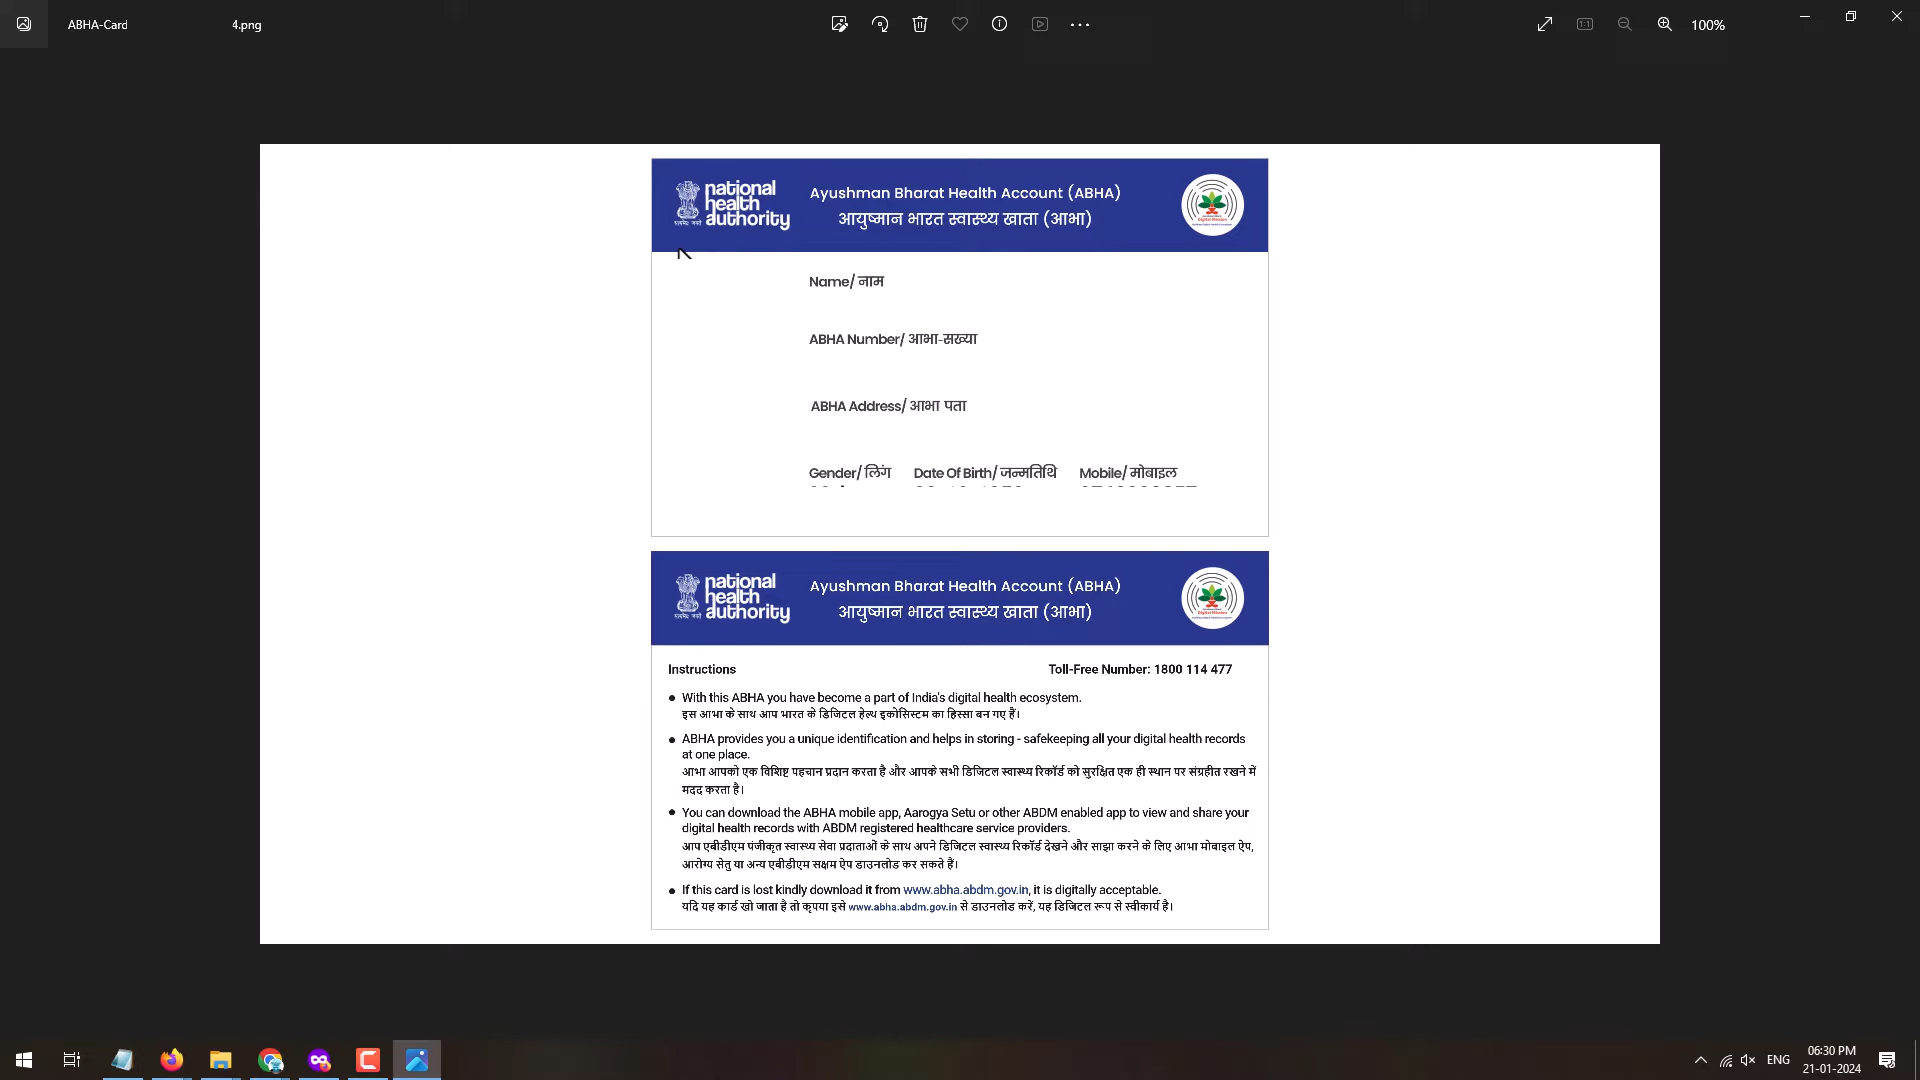 ABHA-Card 4.png 100%
national
health
authority
सत्यमेव जयते
Ayushman Bharat Health Account (ABHA)
आयुष्मान भारत स्वास्थ्य खाता (आभा)
Digital Mission
Name/ नाम
ABHA Number/ आभा-सख्या
ABHA Address/ आभा पता
Gender/ लिंग Date Of Birth/ जन्मतिथि Mobile/ मोबाइल
national
health
authority
सत्यमेव जयते
Ayushman Bharat Health Account (ABHA)
आयुष्मान भारत स्वास्थ्य खाता (आभा)
Digital Mission
Instructions Toll-Free Number: 1800 114 477
● With this ABHA you have become a part of India's digital health ecosystem.
इस आभा के साथ आप भारत के डिजिटल हेल्थ इकोसिस्टम का हिस्सा बन गए हैं।
● ABHA provides you a unique identification and helps in storing - safekeeping all your digital health records
at one place.
आभा आपको एक विशिष्ट पहचान प्रदान करता है और आपके सभी डिजिटल स्वास्थ्य रिकॉर्ड को सुरक्षित एक ही स्थान पर संग्रहीत रखने में
मदद करता है।
● You can download the ABHA mobile app, Aarogya Setu or other ABDM enabled app to view and share your
digital health records with ABDM registered healthcare service providers.
आप एबीडीएम पंजीकृत स्वास्थ्य सेवा प्रदाताओं के साथ अपने डिजिटल स्वास्थ्य रिकॉर्ड देखने और साझा करने के लिए आभा मोबाइल ऐप,
आरोग्य सेतु या अन्य एबीडीएम सक्षम ऐप डाउनलोड कर सकते हैं।
● If this card is lost kindly download it from www.abha.abdm.gov.in, it is digitally acceptable.
यदि यह कार्ड खो जाता है तो कृपया इसे www.abha.abdm.gov.in से डाउनलोड करें, यह डिजिटल रूप से स्वीकार्य है।
ENG 06:30 PM
21-01-2024